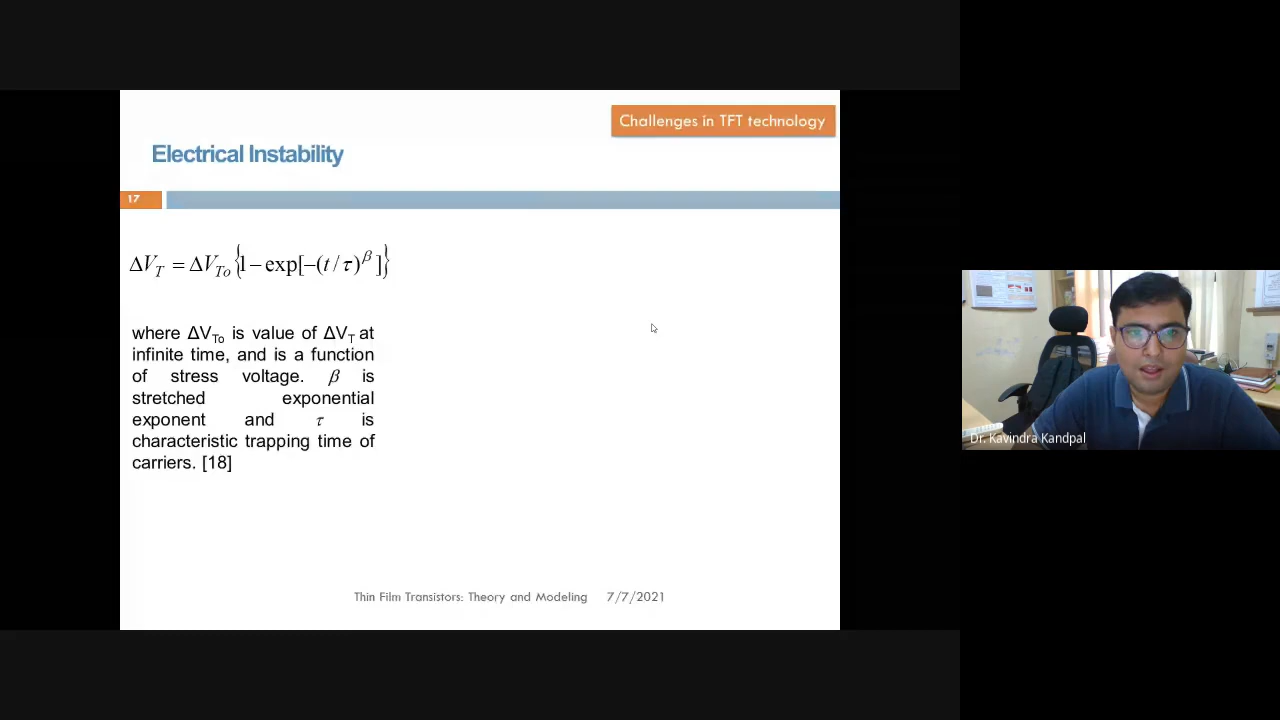 Challenges in TFT technology
Electrical Instability
17
ΔV_T = ΔV_To {1 − exp[−(t / τ)^β ]}
where ΔV_To is value of ΔV_T at
infinite time, and is a function
of stress voltage. β is
stretched exponential
exponent and τ is
characteristic trapping time of
carriers. [18]
Thin Film Transistors: Theory and Modeling 7/7/2021
Dr. Kavindra Kandpal